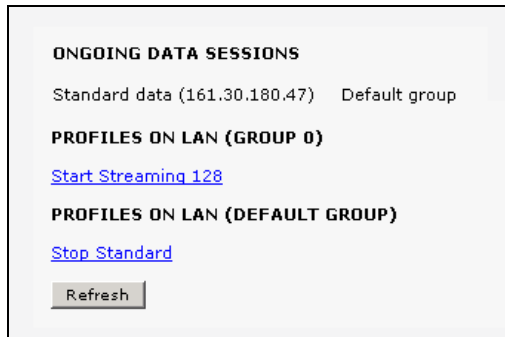 ONGOING DATA SESSIONS
Standard data (161.30.180.47) Default group
PROFILES ON LAN (GROUP 0)
Start Streaming 128
PROFILES ON LAN (DEFAULT GROUP)
Stop Standard
Refresh